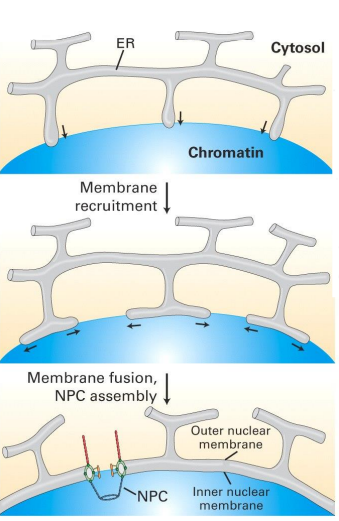 ER
Cytosol
Chromatin
Membrane
recruitment
Membrane fusion,
NPC assembly
Outer nuclear
membrane
NPC
Inner nuclear
membrane